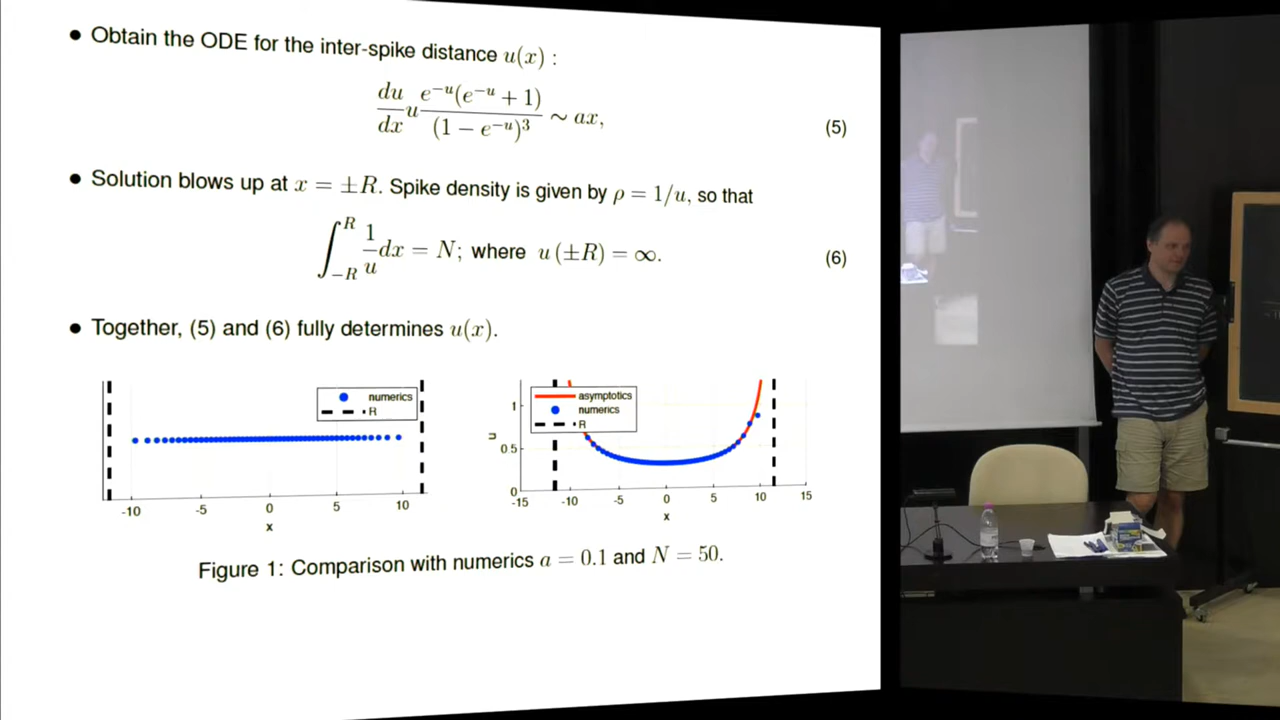 • Obtain the ODE for the inter-spike distance u(x) :
du/dx u e^{-u}(e^{-u} + 1)/(1 − e^{-u})^3 ∼ ax, (5)
• Solution blows up at x = ±R. Spike density is given by ρ = 1/u, so that
∫_{−R}^{R} 1/u dx = N; where u (±R) = ∞. (6)
• Together, (5) and (6) fully determines u(x).
numerics
R
-10 -5 0 5 10
x
asymptotics
numerics
R
u
1
0.5
0
-15 -10 -5 0 5 10 15
x
Figure 1: Comparison with numerics a = 0.1 and N = 50.